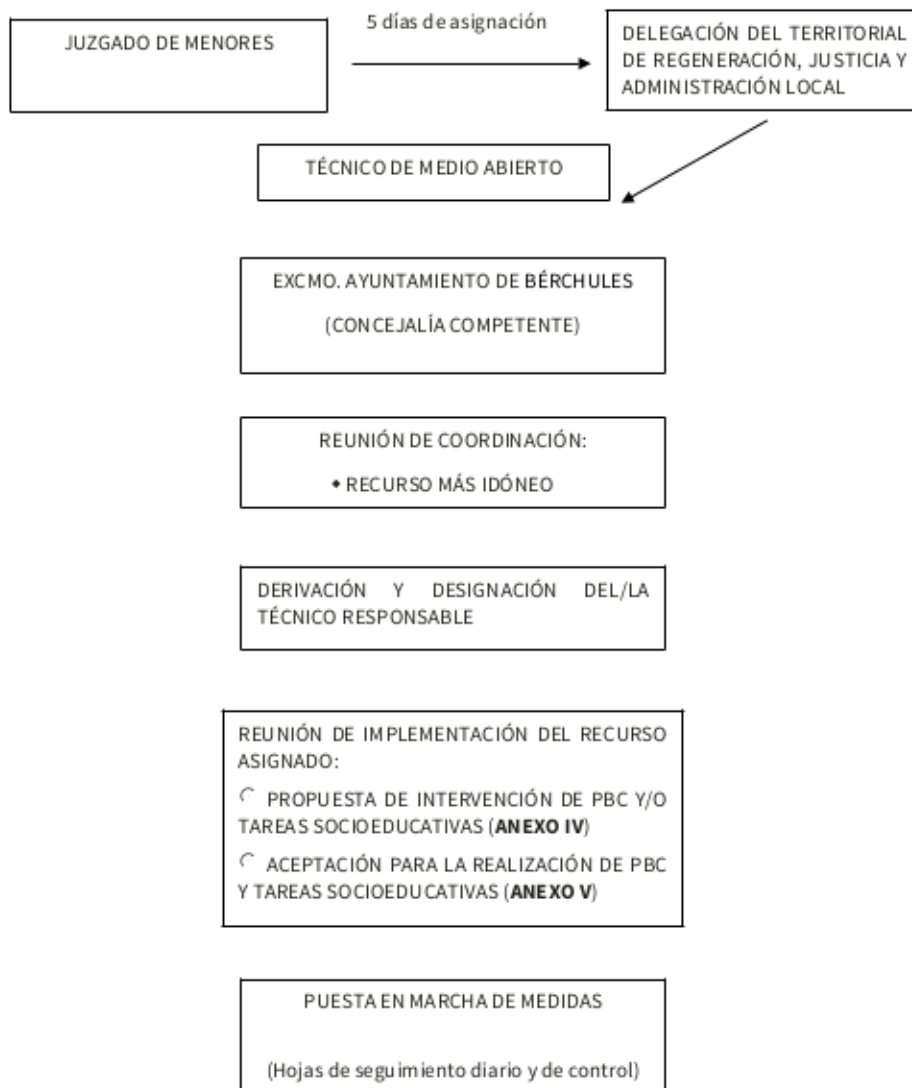 JUZGADO DE MENORES
5 días de asignación
DELEGACIÓN DEL TERRITORIAL
DE REGENERACIÓN, JUSTICIA Y
ADMINISTRACIÓN LOCAL
TÉCNICO DE MEDIO ABIERTO
EXCMO. AYUNTAMIENTO DE BÉRCHULES
(CONCEJALÍA COMPETENTE)
REUNIÓN DE COORDINACIÓN:
• RECURSO MÁS IDÓNEO
DERIVACIÓN Y DESIGNACIÓN DEL/LA
TÉCNICO RESPONSABLE
REUNIÓN DE IMPLEMENTACIÓN DEL RECURSO
ASIGNADO:
PROPUESTA DE INTERVENCIÓN DE PBC Y/O
TAREAS SOCIOEDUCATIVAS (ANEXO IV)
ACEPTACIÓN PARA LA REALIZACIÓN DE PBC
Y TAREAS SOCIOEDUCATIVAS (ANEXO V)
PUESTA EN MARCHA DE MEDIDAS
(Hojas de seguimiento diario y de control)